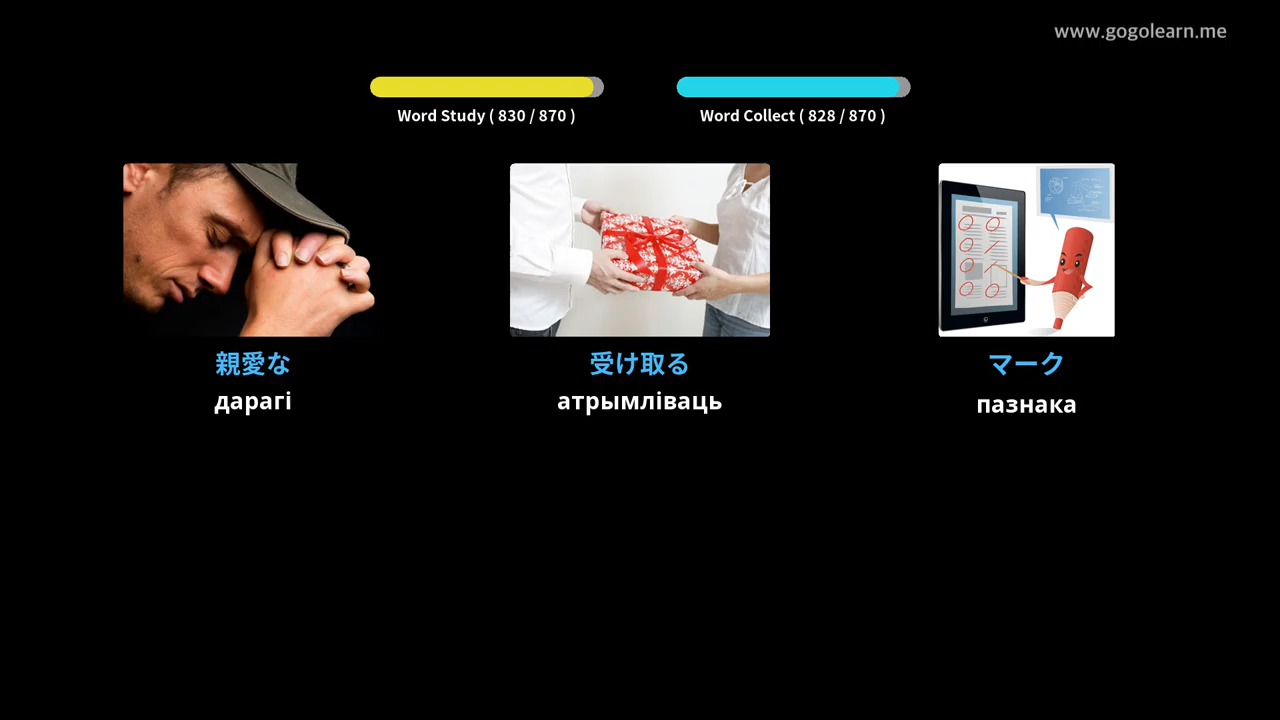 www.gogolearn.me
Word Study ( 830 / 870 )
Word Collect ( 828 / 870 )
親愛な
дарагі
受け取る
атрымліваць
マーク
пазнака